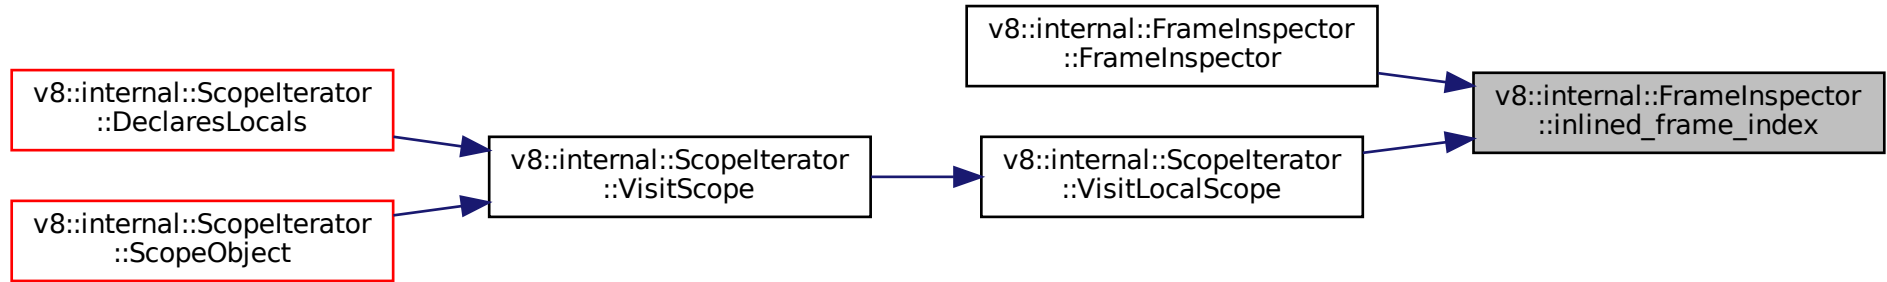 v8::internal::FrameInspector
::FrameInspector
v8::internal::ScopeIterator
::DeclaresLocals
v8::internal::FrameInspector
::inlined_frame_index
v8::internal::ScopeIterator
::VisitScope
v8::internal::ScopeIterator
::VisitLocalScope
v8::internal::ScopeIterator
::ScopeObject